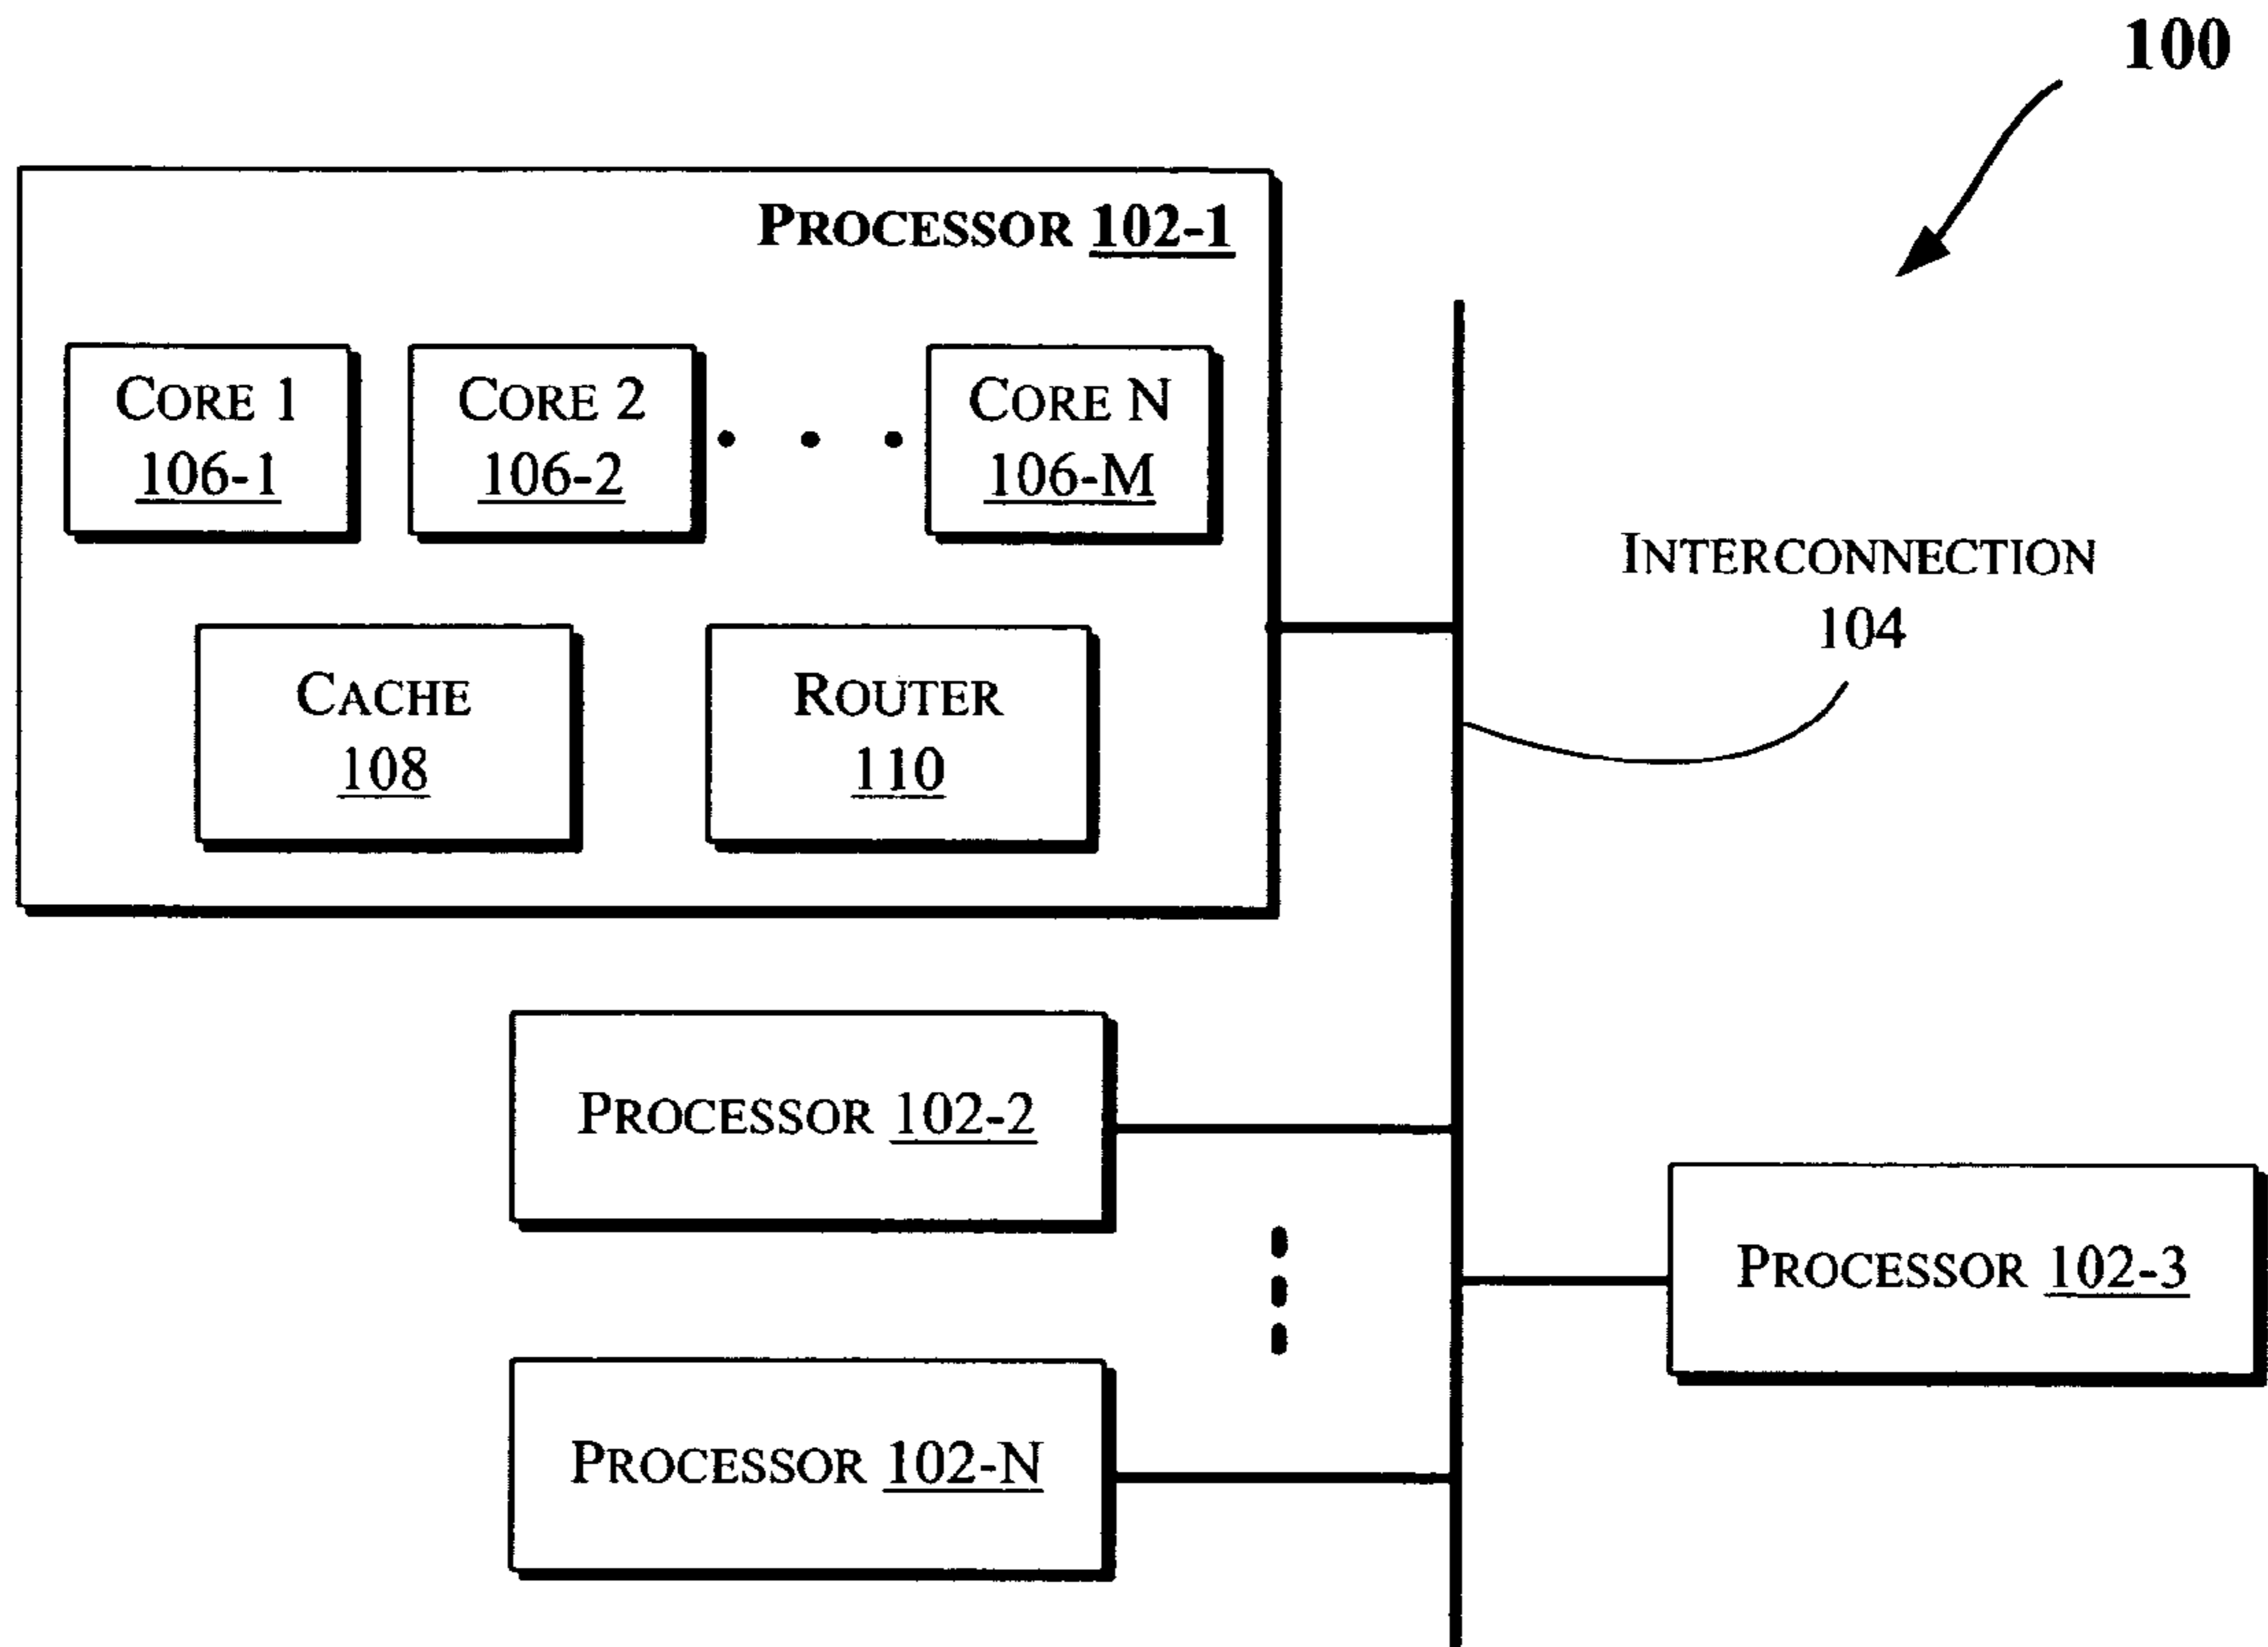 100
PROCESSOR 102-1
CORE 1
106-1
CORE 2
106-2
CORE N
106-M
CACHE
108
ROUTER
110
INTERCONNECTION
104
PROCESSOR 102-2
PROCESSOR 102-3
PROCESSOR 102-N